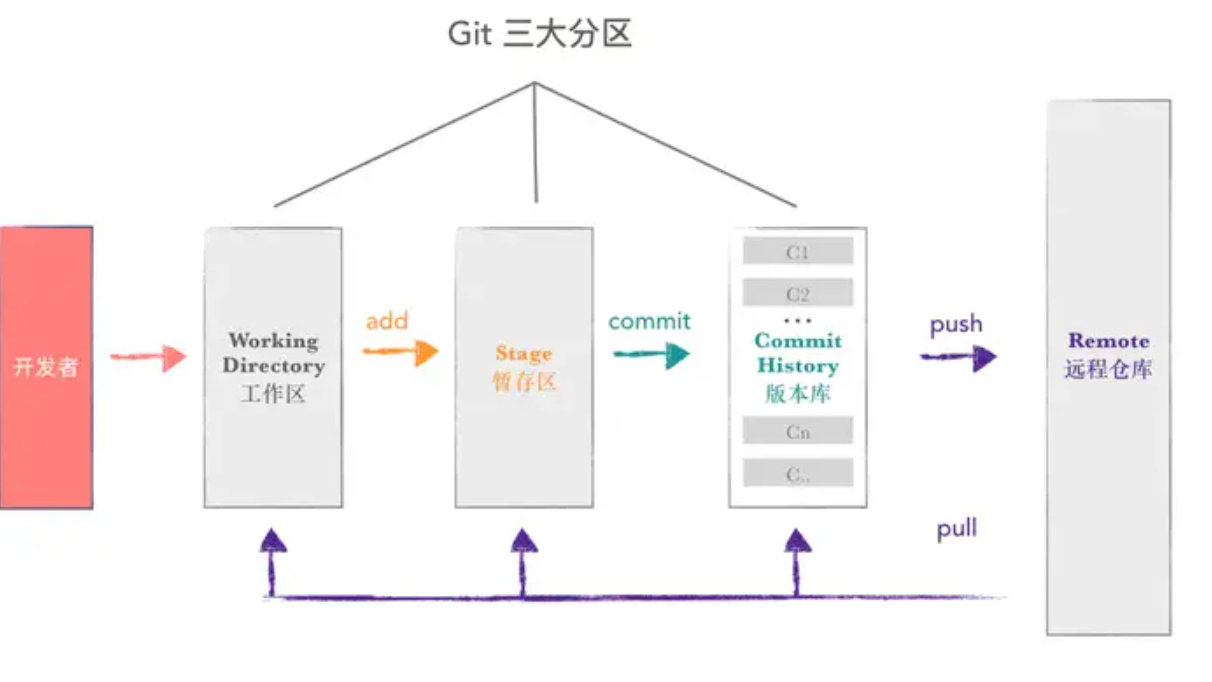 Git 三大分区
开发者
Working
Directory
工作区
add
Stage
暂存区
commit
C1
C2
...
Commit
History
版本库
Cn
C..
push
pull
Remote
远程仓库